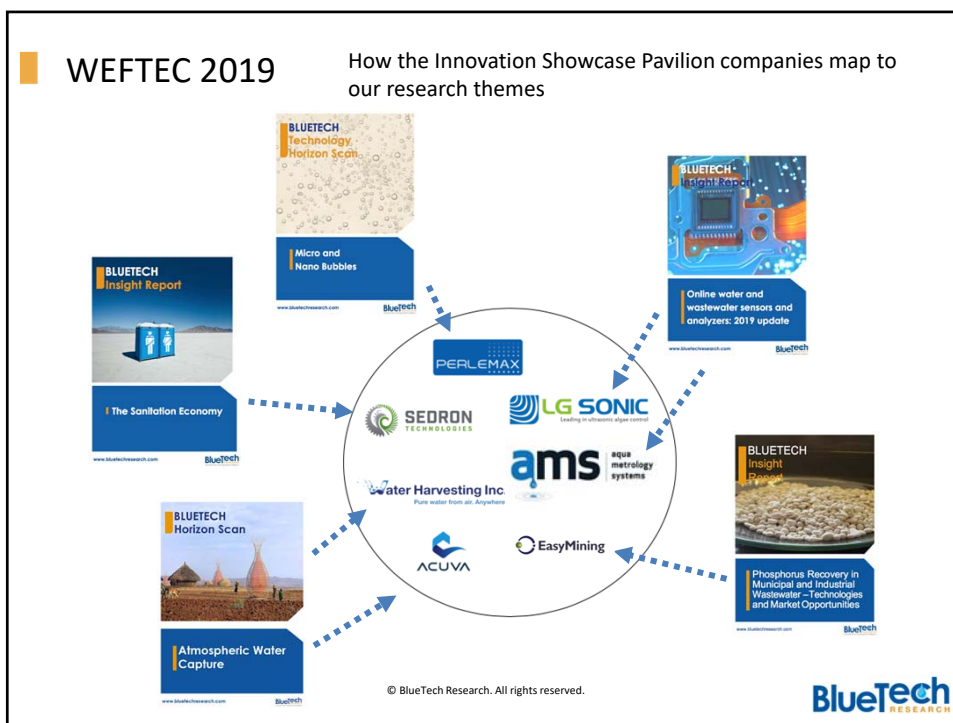 WEFTEC 2019
How the Innovation Showcase Pavilion companies map to
our research themes
BLUETECH
Technology
Horizon Scan
Micro and
Nano Bubbles
www.bluetechresearch.com
BlueTech
BLUETECH
Insight Report
Online water and
wastewater sensors and
analyzers: 2019 update
www.bluetechresearch.com
BlueTech
BLUETECH
Insight Report
The Sanitation Economy
www.bluetechresearch.com
BlueTech
PERLEMAX
SEDRON
TECHNOLOGIES
LG SONIC
Leading in ultrasonic algae control
ams
aqua
metrology
systems
Water Harvesting Inc.
Pure water from air. Anywhere
ACUVA
EasyMining
BLUETECH
Insight
Report
Phosphorus Recovery in
Municipal and Industrial
Wastewater –Technologies
and Market Opportunities
www.bluetechresearch.com
BlueTech
BLUETECH
Horizon Scan
Atmospheric Water
Capture
www.bluetechresearch.com
BlueTech
© BlueTech Research. All rights reserved.
BlueTech
RESEARCH